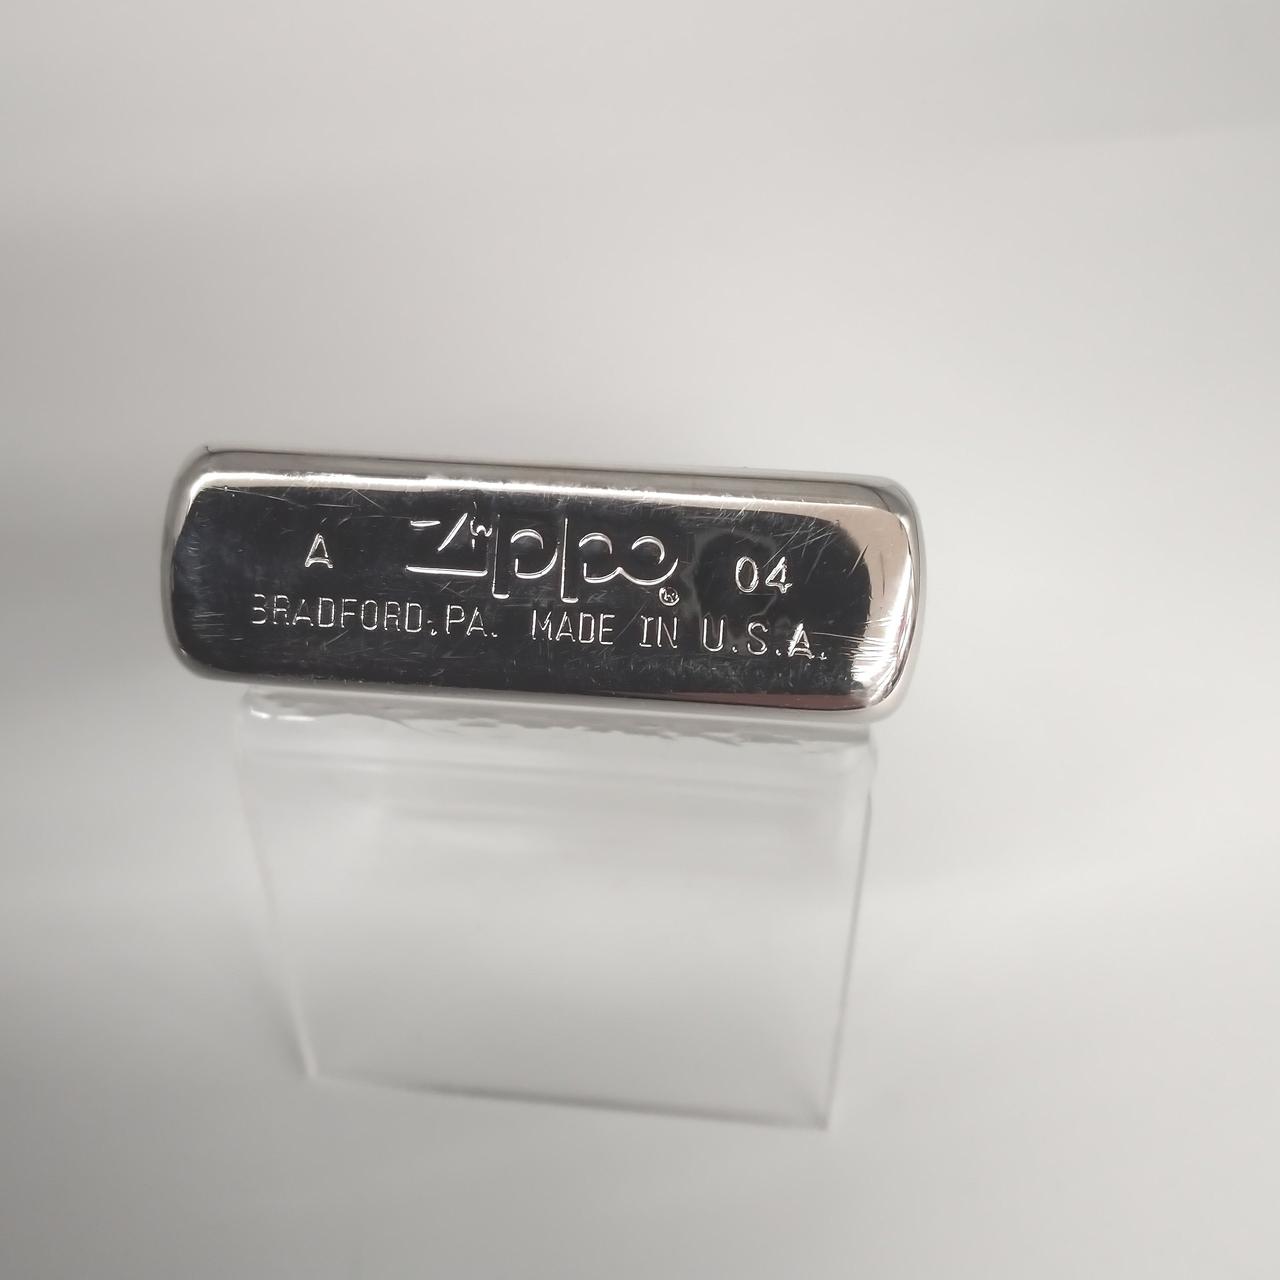 A Zippo ® 04
BRADFORD, PA. MADE IN U.S.A.